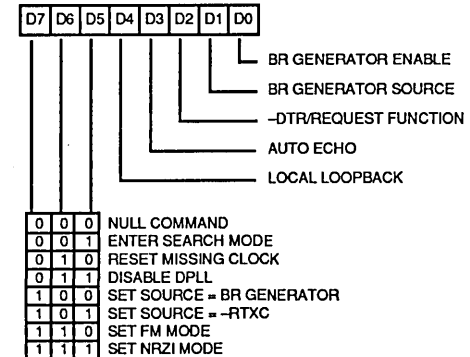 D7 D6 D5 D4 D3 D2 D1 D0
BR GENERATOR ENABLE
BR GENERATOR SOURCE
–DTR/REQUEST FUNCTION
AUTO ECHO
LOCAL LOOPBACK
0 0 0 NULL COMMAND
0 0 1 ENTER SEARCH MODE
0 1 0 RESET MISSING CLOCK
0 1 1 DISABLE DPLL
1 0 0 SET SOURCE = BR GENERATOR
1 0 1 SET SOURCE = –RTXC
1 1 0 SET FM MODE
1 1 1 SET NRZI MODE